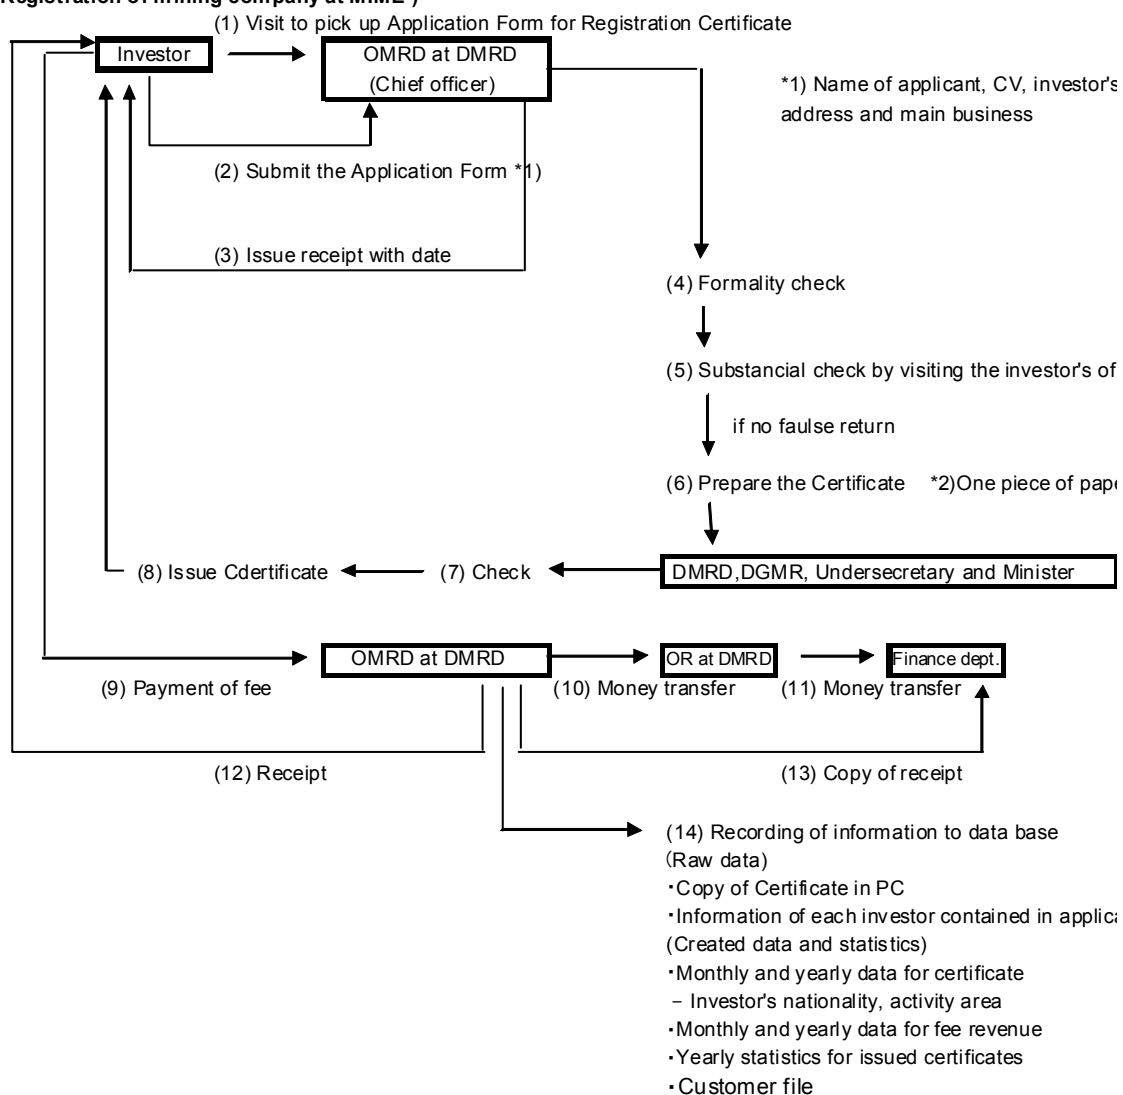 Registration of mining company at MIME )
(1) Visit to pick up Application Form for Registration Certificate
Investor
OMRD at DMRD
(Chief officer)
*1) Name of applicant, CV, investor's
address and main business
(2) Submit the Application Form *1)
(3) Issue receipt with date
(4) Formality check
(5) Substancial check by visiting the investor's of
if no faulse return
(6) Prepare the Certificate *2)One piece of pape
DMRD,DGMR, Undersecretary and Minister
(7) Check
(8) Issue Cdertificate
OMRD at DMRD
OR at DMRD
Finance dept.
(9) Payment of fee
(10) Money transfer
(11) Money transfer
(12) Receipt
(13) Copy of receipt
(14) Recording of information to data base
(Raw data)
・Copy of Certificate in PC
・Information of each investor contained in applica
(Created data and statistics)
・Monthly and yearly data for certificate
– Investor's nationality, activity area
・Monthly and yearly data for fee revenue
・Yearly statistics for issued certificates
・Customer file